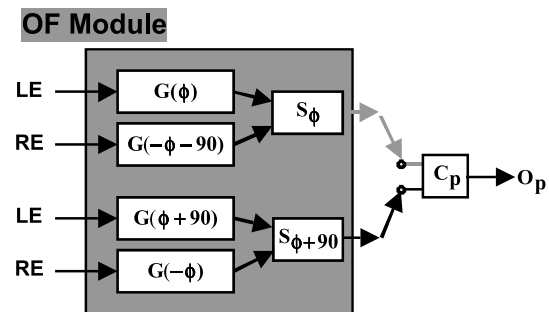 OF Module
LE G(ϕ)
Sϕ
RE G(-ϕ-90)
Cp Op
LE G(ϕ+90)
Sϕ+90
RE G(-ϕ)